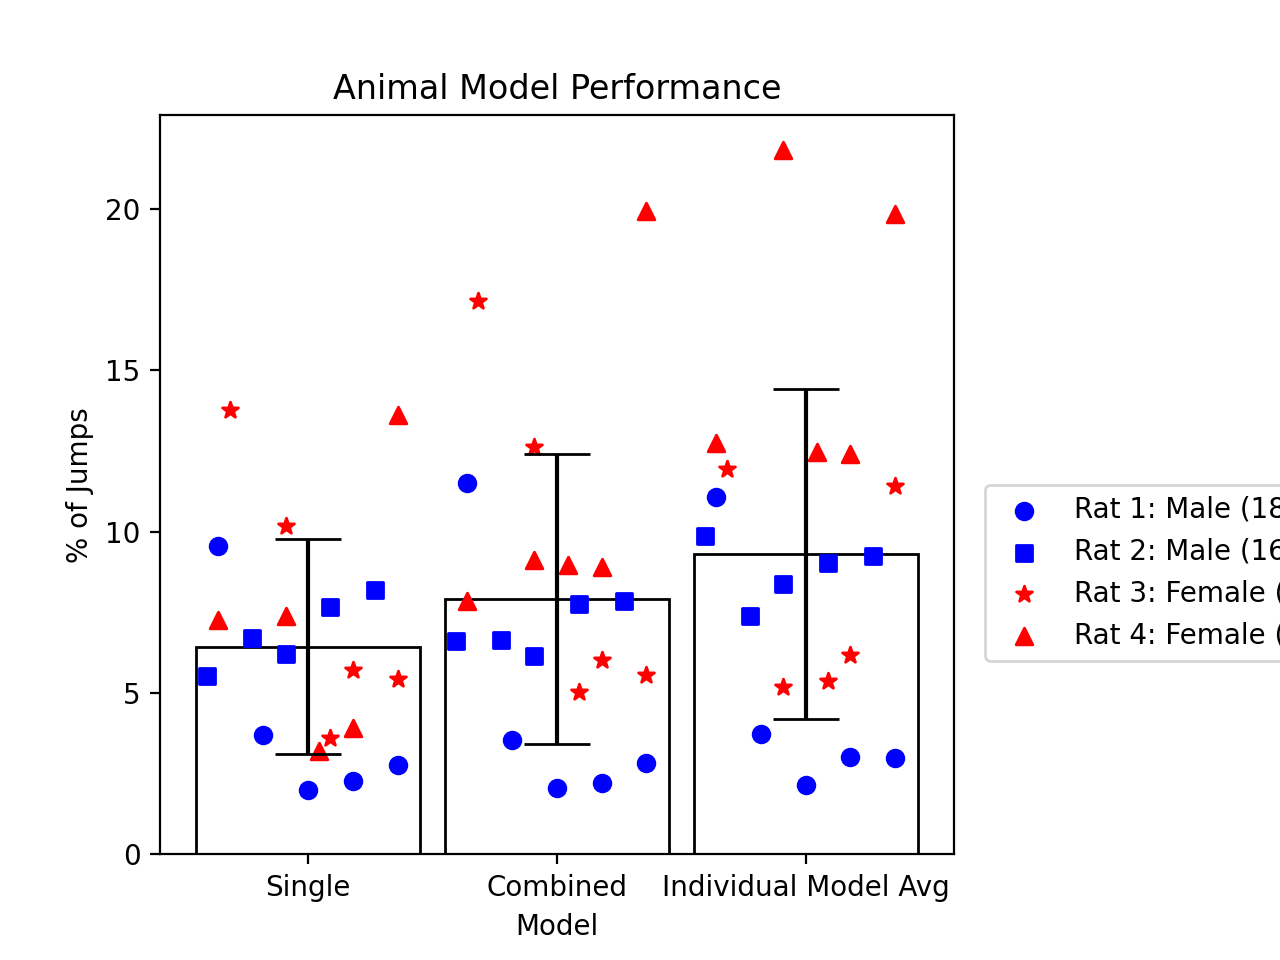 Animal Model Performance
% of Jumps
20
15
10
5
0
Single
Combined
Individual Model Avg
Model
Rat 1: Male (18
Rat 2: Male (16
Rat 3: Female (
Rat 4: Female (